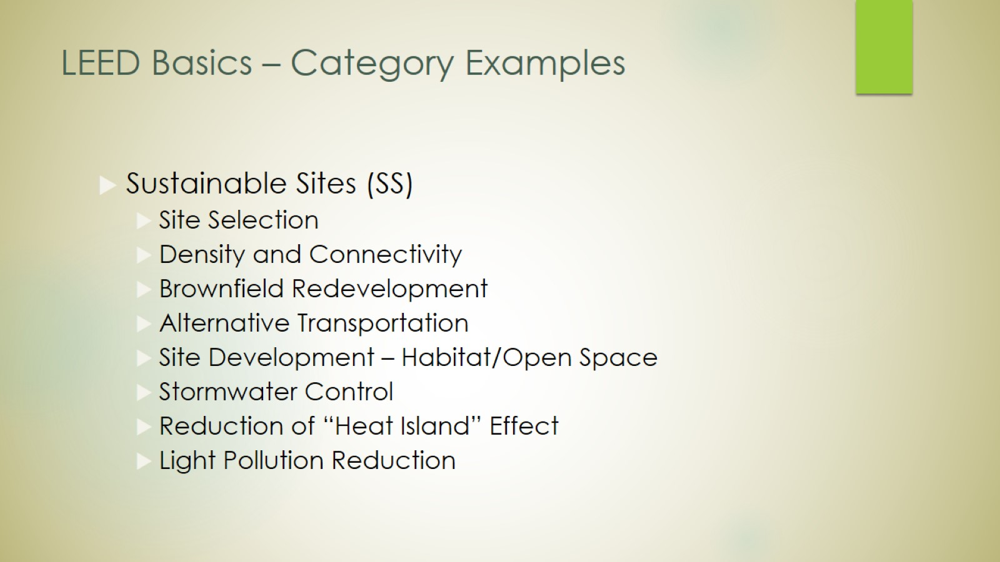 LEED Basics – Category Examples
Sustainable Sites (SS)
Site Selection
Density and Connectivity
Brownfield Redevelopment
Alternative Transportation
Site Development – Habitat/Open Space
Stormwater Control
Reduction of “Heat Island” Effect
Light Pollution Reduction